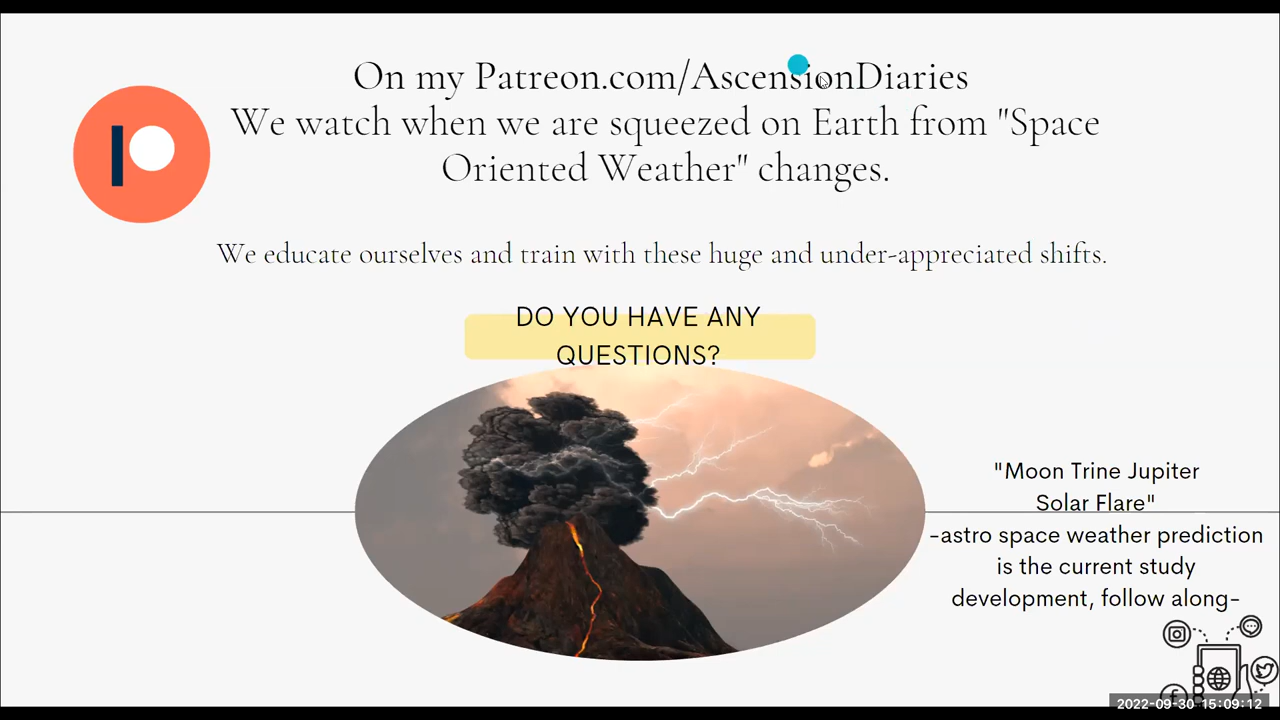 On my Patreon.com/AscensionDiaries
We watch when we are squeezed on Earth from "Space
Oriented Weather" changes.
We educate ourselves and train with these huge and under-appreciated shifts.
DO YOU HAVE ANY
QUESTIONS?
"Moon Trine Jupiter
Solar Flare"
-astro space weather prediction
is the current study
development, follow along-
2022-09-30 15:09:12